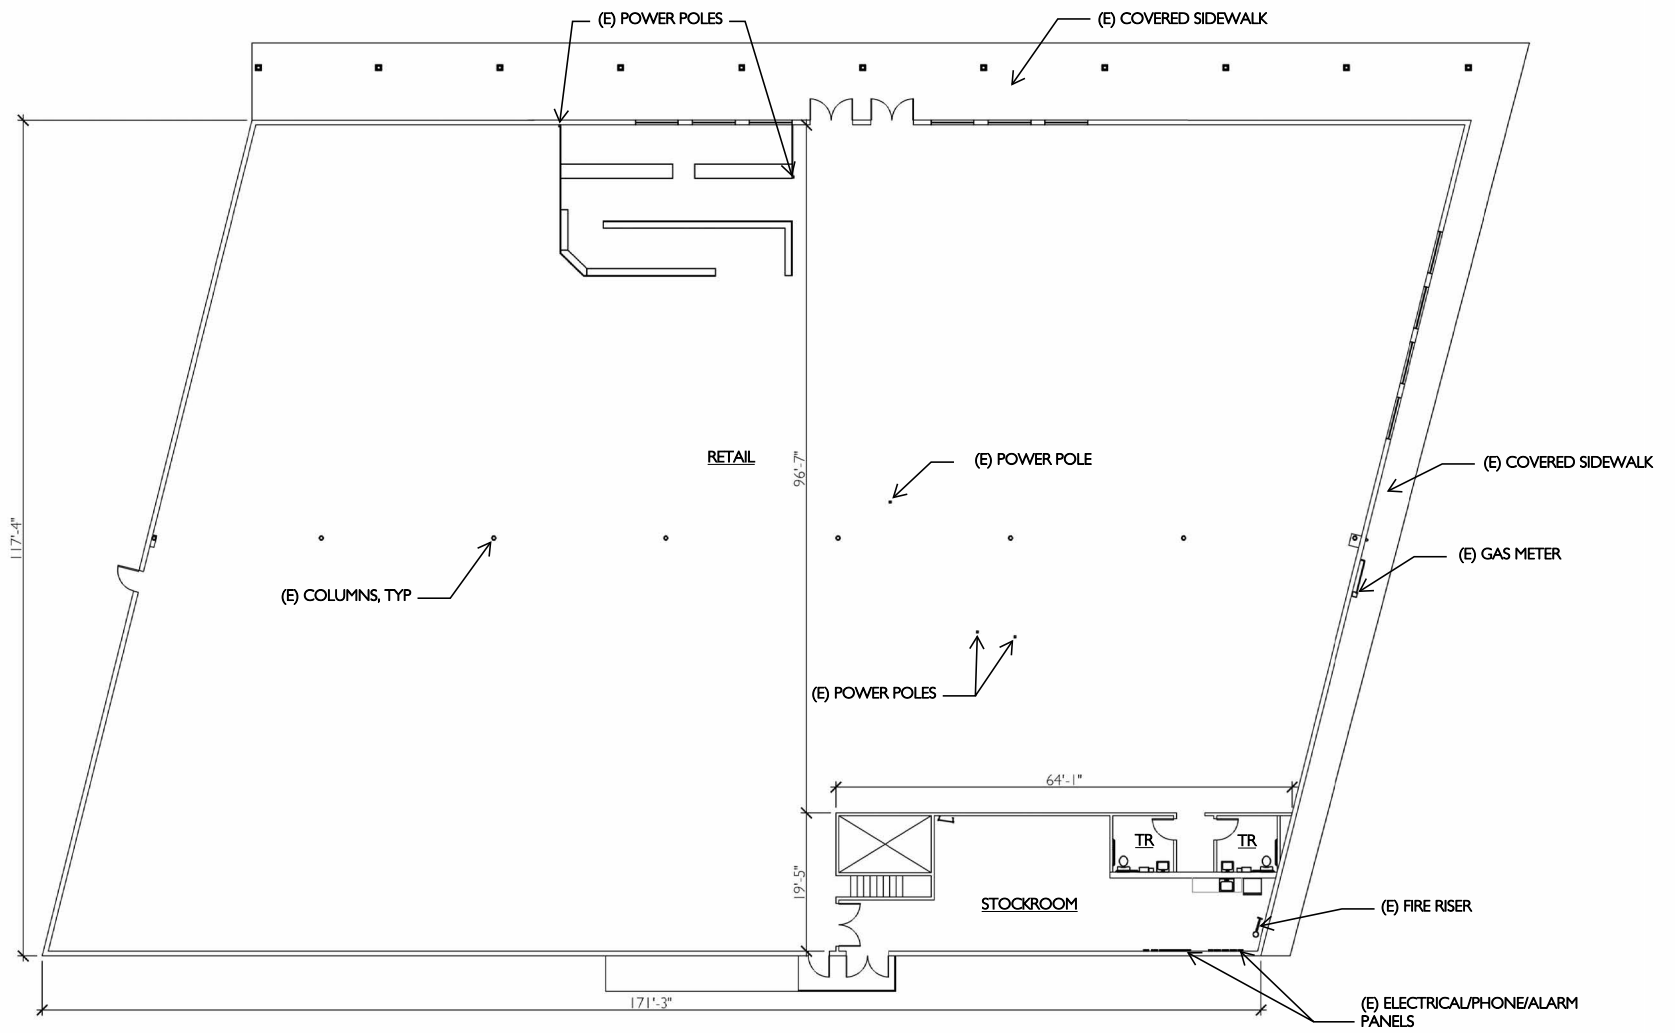 (E) POWER POLES
(E) COVERED SIDEWALK
RETAIL
96'-7"
(E) POWER POLE
(E) COVERED SIDEWALK
117'-4"
(E) GAS METER
(E) COLUMNS, TYP
(E) POWER POLES
64'-1"
TR
TR
19'-5"
STOCKROOM
(E) FIRE RISER
171'-3"
(E) ELECTRICAL/PHONE/ALARM
PANELS